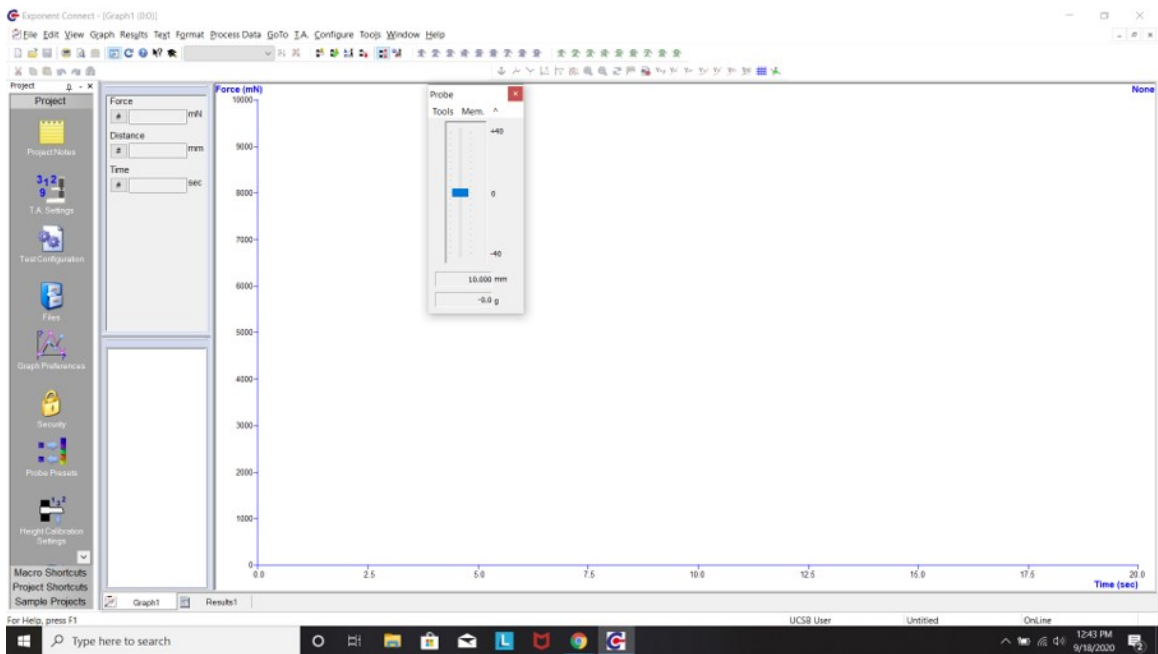 Exponent Connect - [Graph1 (0:0)]
File Edit View Graph Results Text Format Process Data GoTo T.A. Configure Tools Window Help
Project
Project
Project Notes
T.A. Settings
Test Configuration
Files
Graph Preferences
Security
Probe Presets
Height Calibration
Settings
Macro Shortcuts
Project Shortcuts
Sample Projects
Force
# mN
Distance
# mm
Time
# sec
Force (mN)
10000
9000
8000
7000
6000
5000
4000
3000
2000
1000
0
Probe
Tools Mem. ^
+40
0
-40
10.000 mm
-0.0 g
None
0.0 2.5 5.0 7.5 10.0 12.5 15.0 17.5 20.0
Time (sec)
Graph1 Results1
For Help, press F1 UCSB User Untitled OnLine
Type here to search
12:43 PM
9/18/2020